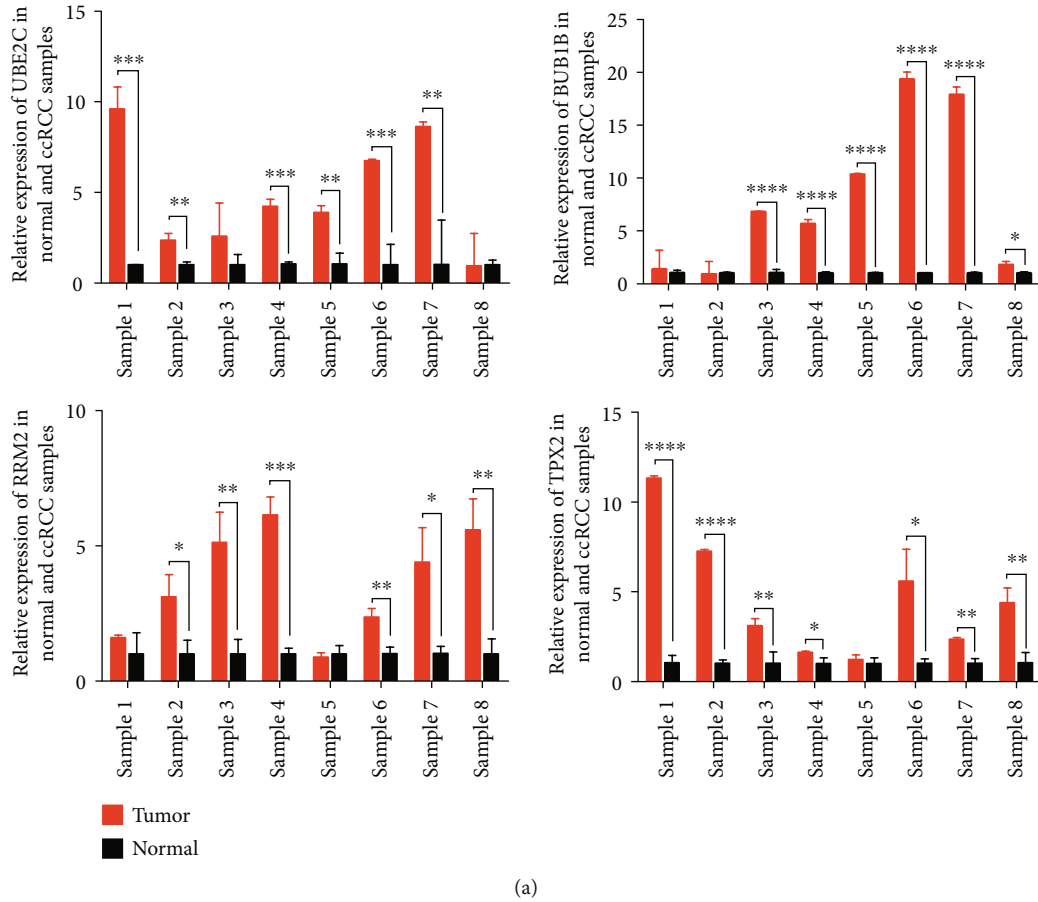 Relative expression of UBE2C in
normal and ccRCC samples
15
10
5
0
***
**
***
**
***
**
Sample 1
Sample 2
Sample 3
Sample 4
Sample 5
Sample 6
Sample 7
Sample 8
Relative expression of BUB1B in
normal and ccRCC samples
25
20
15
10
5
0
****
****
****
****
****
*
Sample 1
Sample 2
Sample 3
Sample 4
Sample 5
Sample 6
Sample 7
Sample 8
Relative expression of RRM2 in
normal and ccRCC samples
10
5
0
*
**
***
**
*
**
Sample 1
Sample 2
Sample 3
Sample 4
Sample 5
Sample 6
Sample 7
Sample 8
Relative expression of TPX2 in
normal and ccRCC samples
15
10
5
0
****
****
**
*
*
**
**
Sample 1
Sample 2
Sample 3
Sample 4
Sample 5
Sample 6
Sample 7
Sample 8
Tumor
Normal
(a)